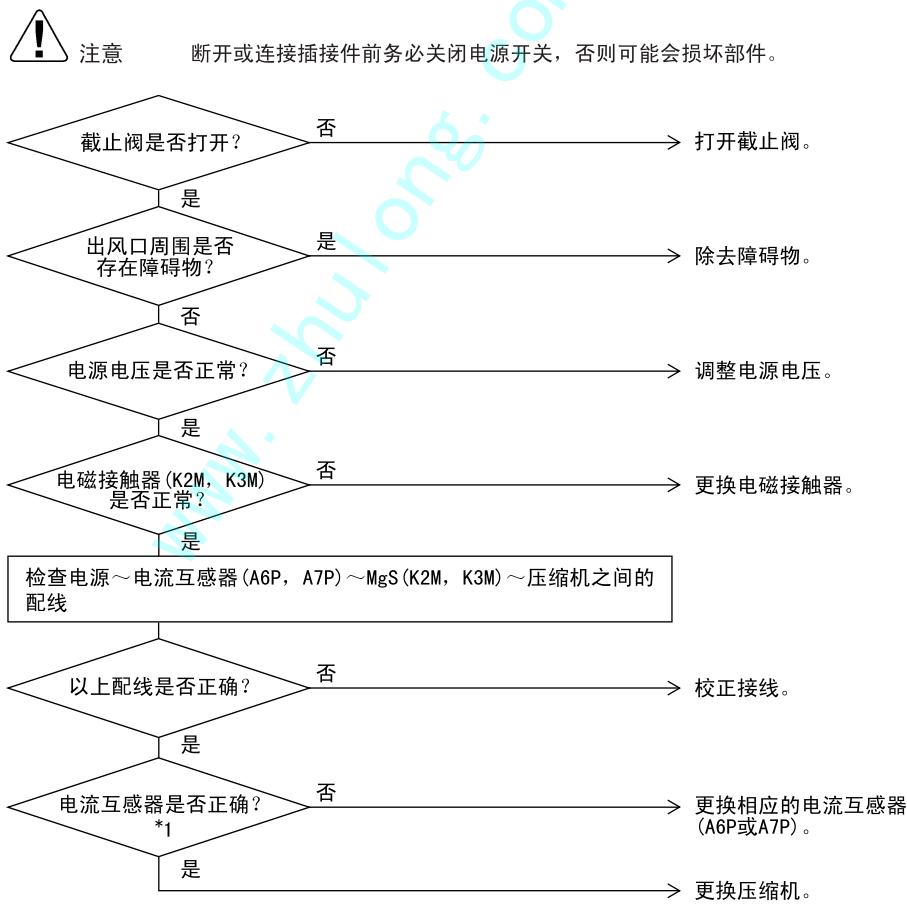 注意 断开或连接插接件前务必关闭电源开关，否则可能会损坏部件。
截止阀是否打开？
否
打开截止阀。
是
出风口周围是否
存在障碍物？
是
除去障碍物。
否
电源电压是否正常？
否
调整电源电压。
是
电磁接触器(K2M，K3M)
是否正常？
否
更换电磁接触器。
是
检查电源～电流互感器(A6P，A7P)～MgS(K2M，K3M)～压缩机之间的
配线
以上配线是否正确？
否
校正接线。
是
电流互感器是否正确？
*1
否
更换相应的电流互感器
(A6P或A7P)。
是
更换压缩机。
www.zhulong.com